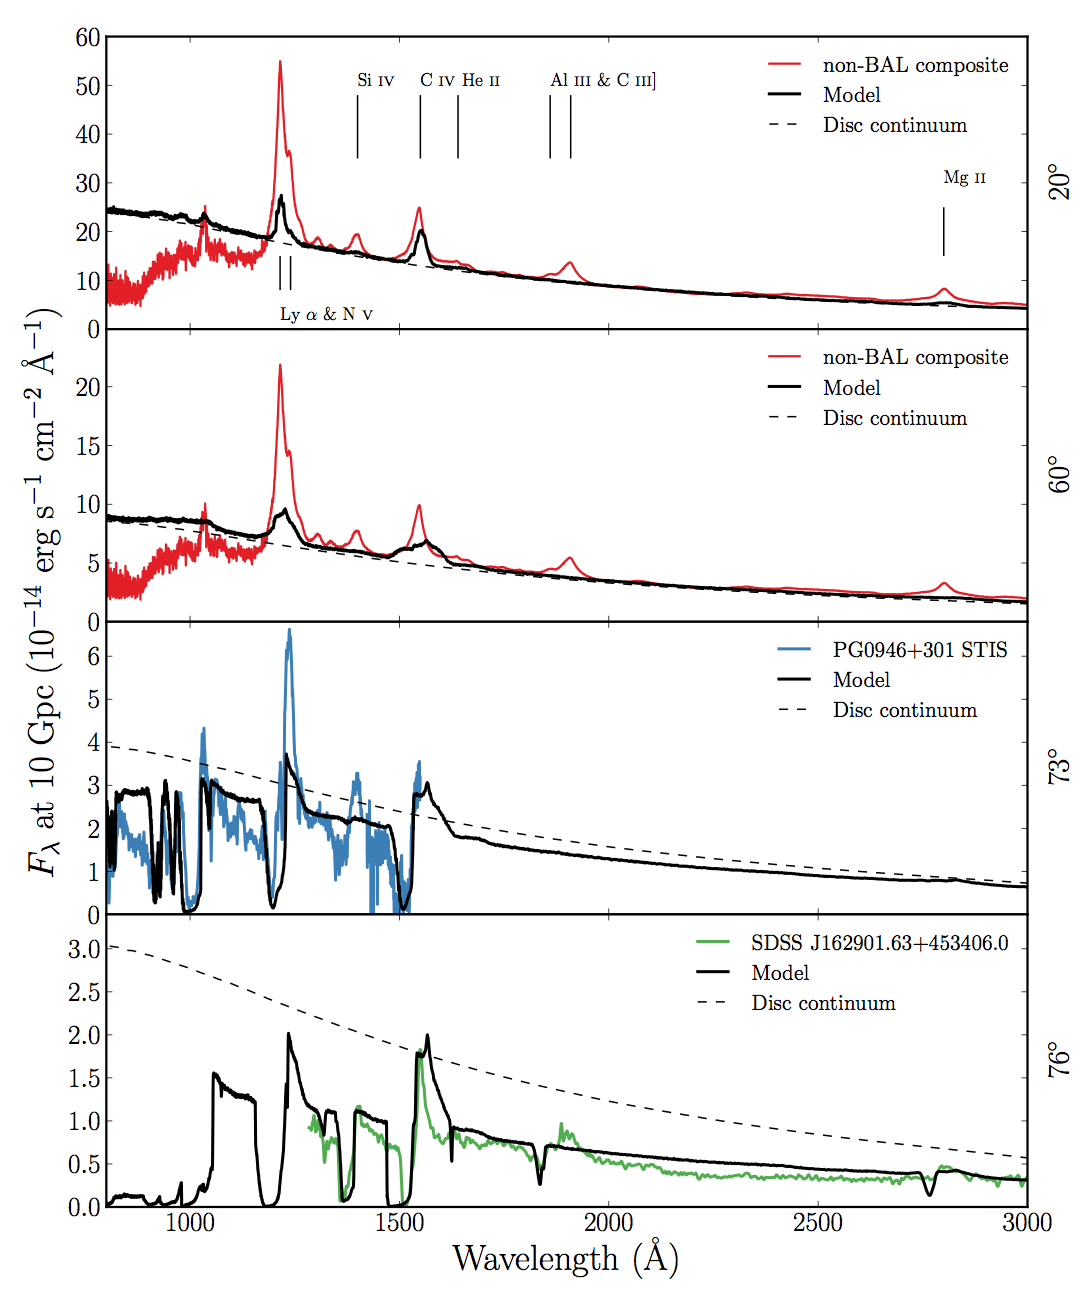 60
50
40
30
20
10
0
Si IV
C IV He II
Al III & C III]
Mg II
Ly α & N V
non-BAL composite
Model
Disc continuum
20°
20
15
10
5
0
non-BAL composite
Model
Disc continuum
60°
6
5
4
3
2
1
0
PG0946+301 STIS
Model
Disc continuum
73°
3.0
2.5
2.0
1.5
1.0
0.5
0.0
SDSS J162901.63+453406.0
Model
Disc continuum
76°
1000 1500 2000 2500 3000
Wavelength (Å)
F_λ at 10 Gpc (10⁻¹⁴ erg s⁻¹ cm⁻² Å⁻¹)